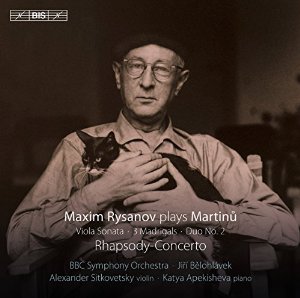 BIS
Maxim Rysanov plays Martinů
Viola Sonata · 3 Madrigals · Duo No. 2
Rhapsody-Concerto
BBC Symphony Orchestra · Jiří Bělohlávek
Alexander Sitkovetsky violin · Katya Apekisheva piano